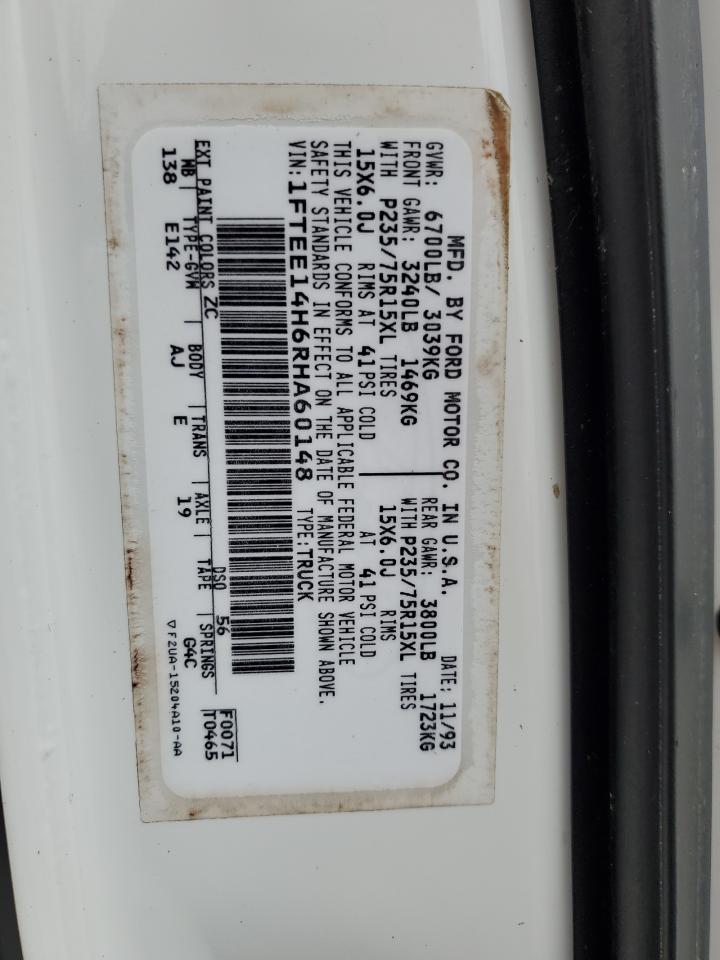 MFD. BY FORD MOTOR CO. IN U.S.A.
DATE: 11/93
GVWR: 6700LB/ 3039KG
FRONT GAWR: 3240LB 1469KG
REAR GAWR: 3800LB 1723KG
WITH P235/75R15XL TIRES
WITH P235/75R15XL TIRES
15X6.0J RIMS AT 41 PSI COLD
15X6.0J RIMS
AT 41 PSI COLD
THIS VEHICLE CONFORMS TO ALL APPLICABLE FEDERAL MOTOR VEHICLE
SAFETY STANDARDS IN EFFECT ON THE DATE OF MANUFACTURE SHOWN ABOVE.
VIN:1FTEE14H6RHA60148 TYPE:TRUCK
F0071
T0465
EXT PAINT COLORS ZC DSO 56
WB | TYPE-GVW | BODY | TRANS | AXLE | TAPE | SPRINGS
138 E142 AJ E 19 G4C
▽F2UA-15204A10-AA